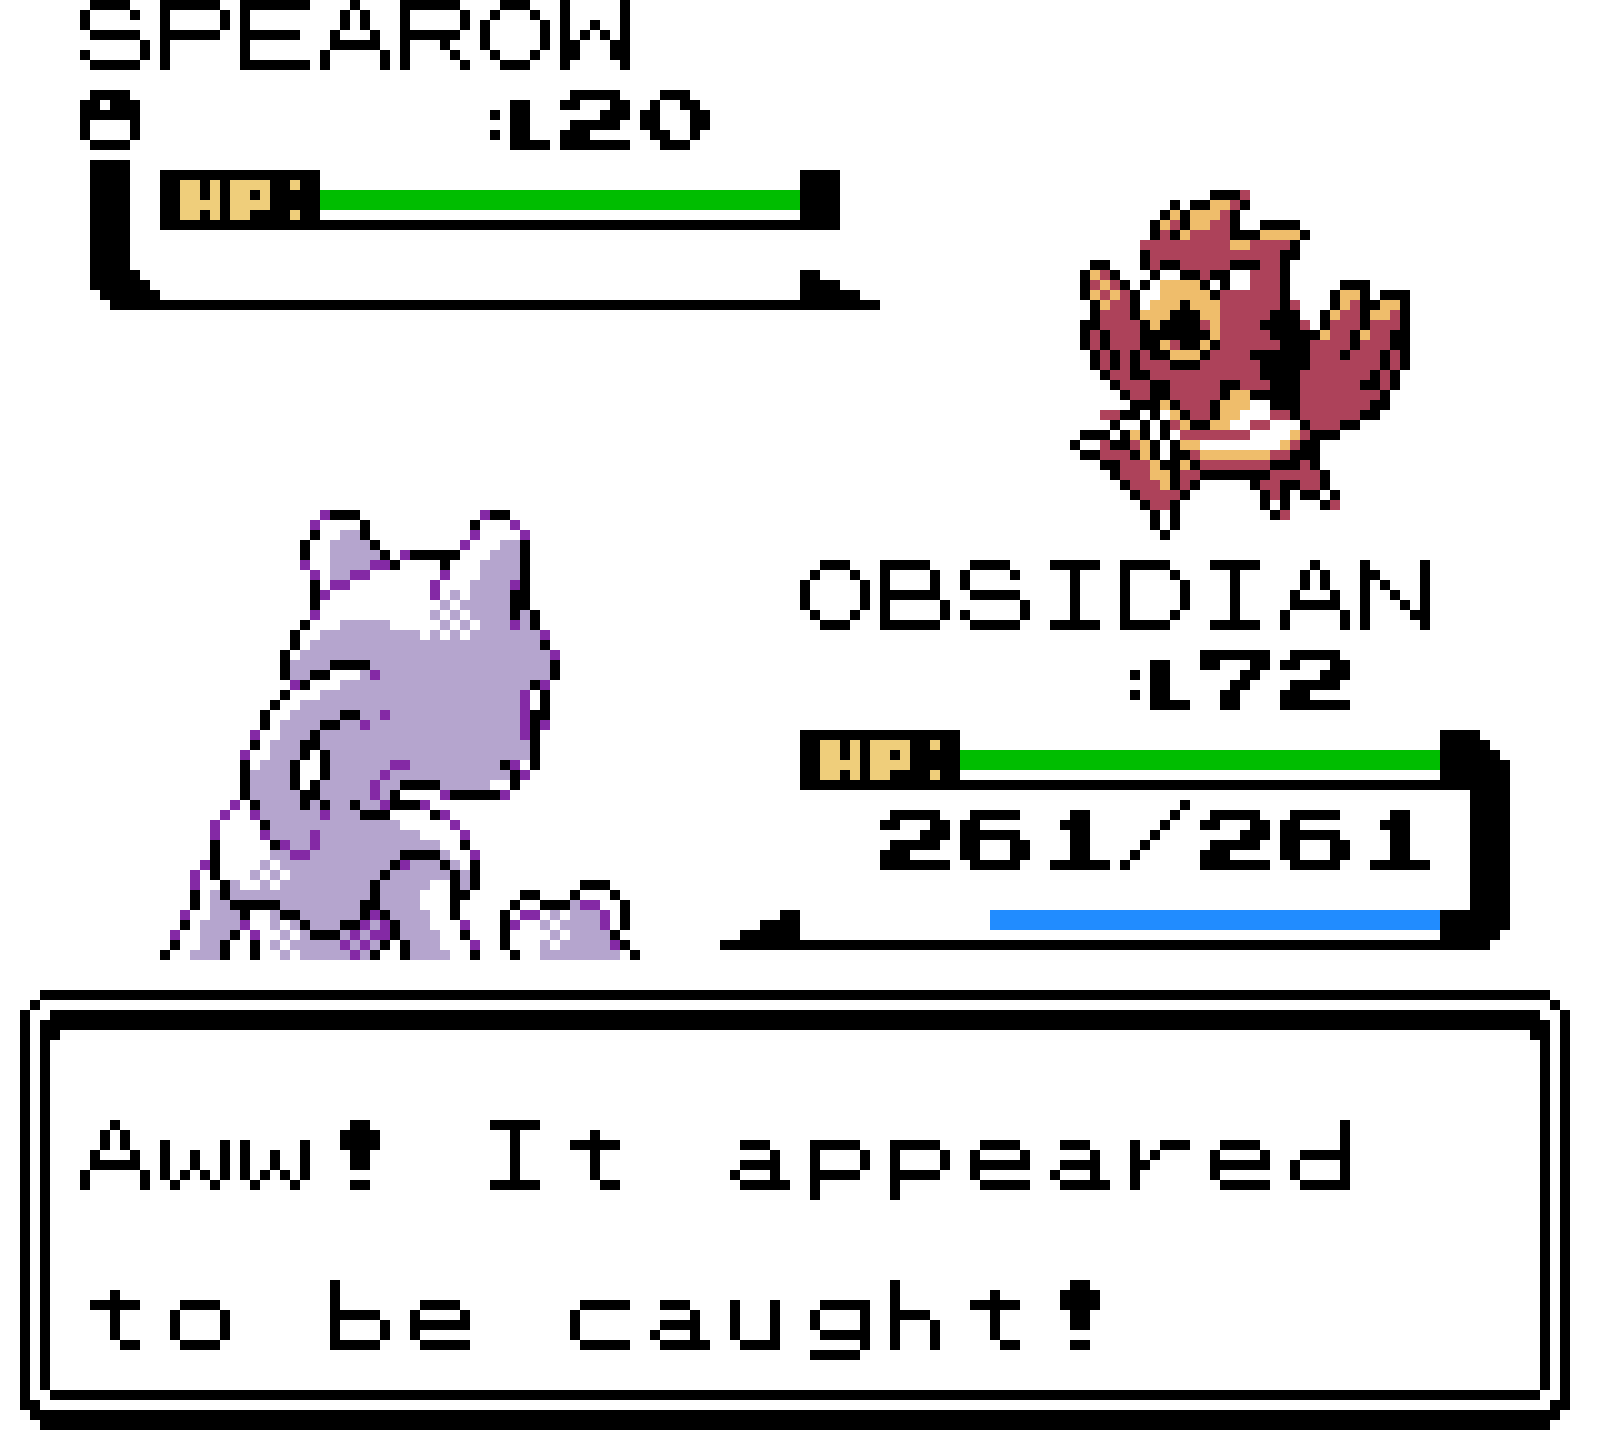 SPEAROW
:L20
HP:
OBSIDIAN
:L72
HP:
261/261
Aww! It appeared
to be caught!